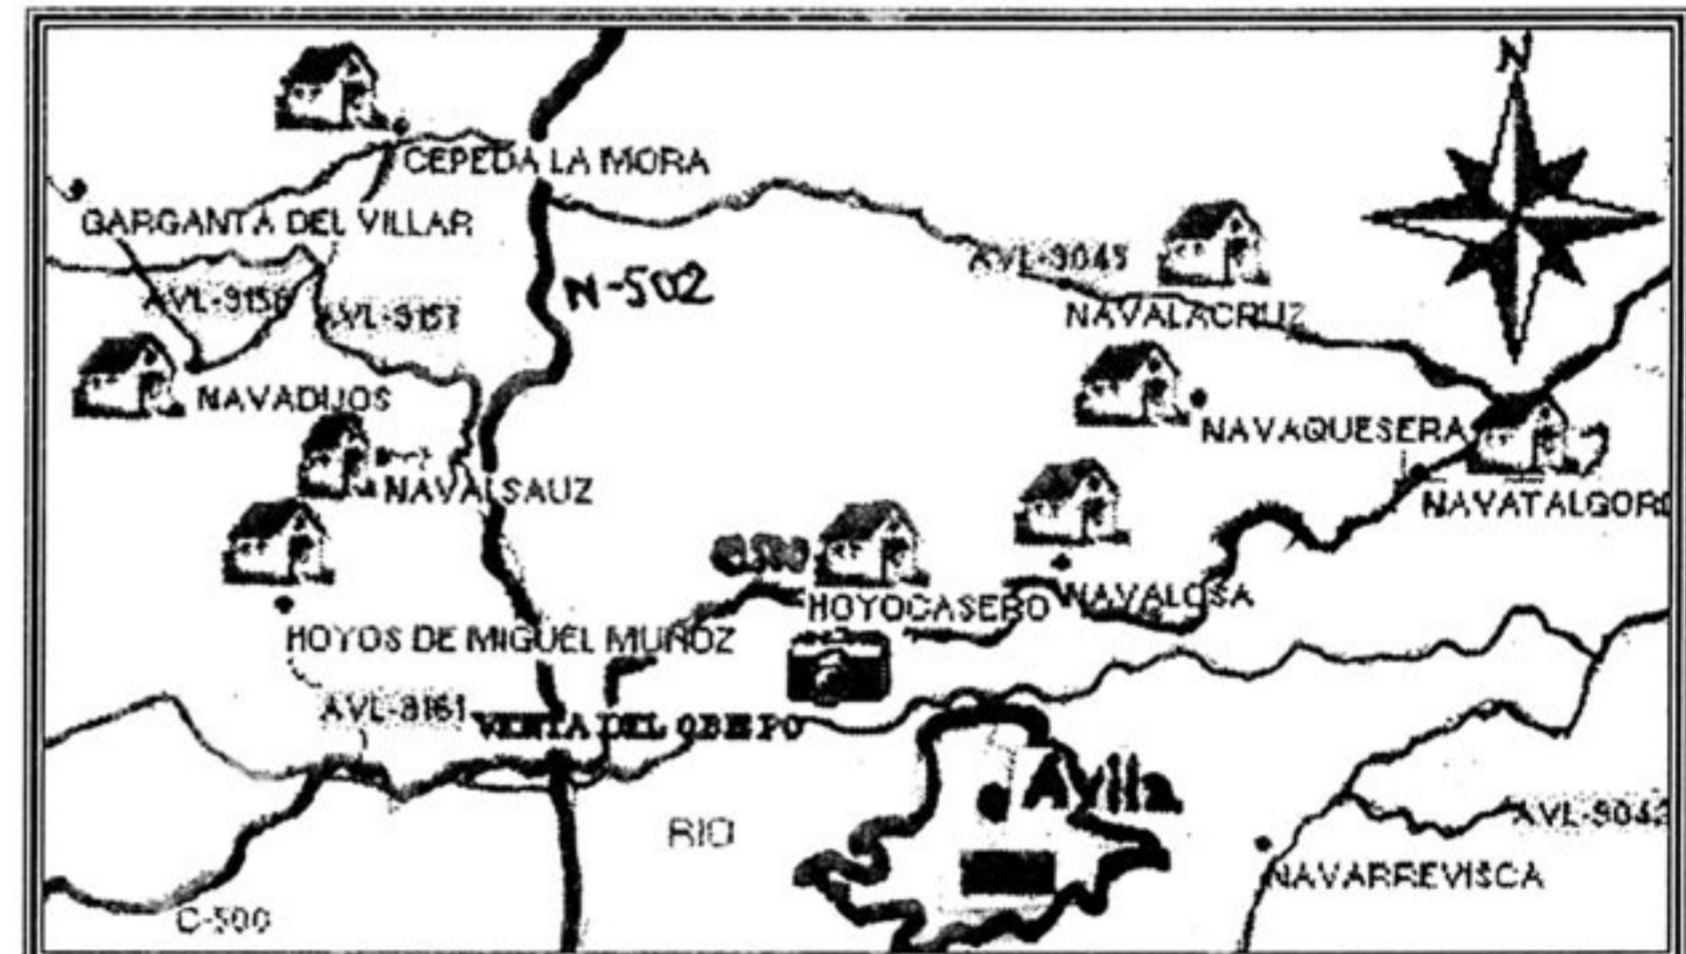 N
CEPEDA LA MORA
GARGANTA DEL VILLAR
AVL-9045
N-502
AVL-9156
AVL-9157
NAVALACRUZ
NAVADIJOS
NAVAQUESERA
NAVALSAUZ
NAVATALGORD
HOYOCASERO
NAVALOSA
HOYOS DE MIGUEL MUÑOZ
AVL-8161
VENTA DEL OBISPO
Avila
AVL-9042
RIO
NAVARREVISCA
C-500